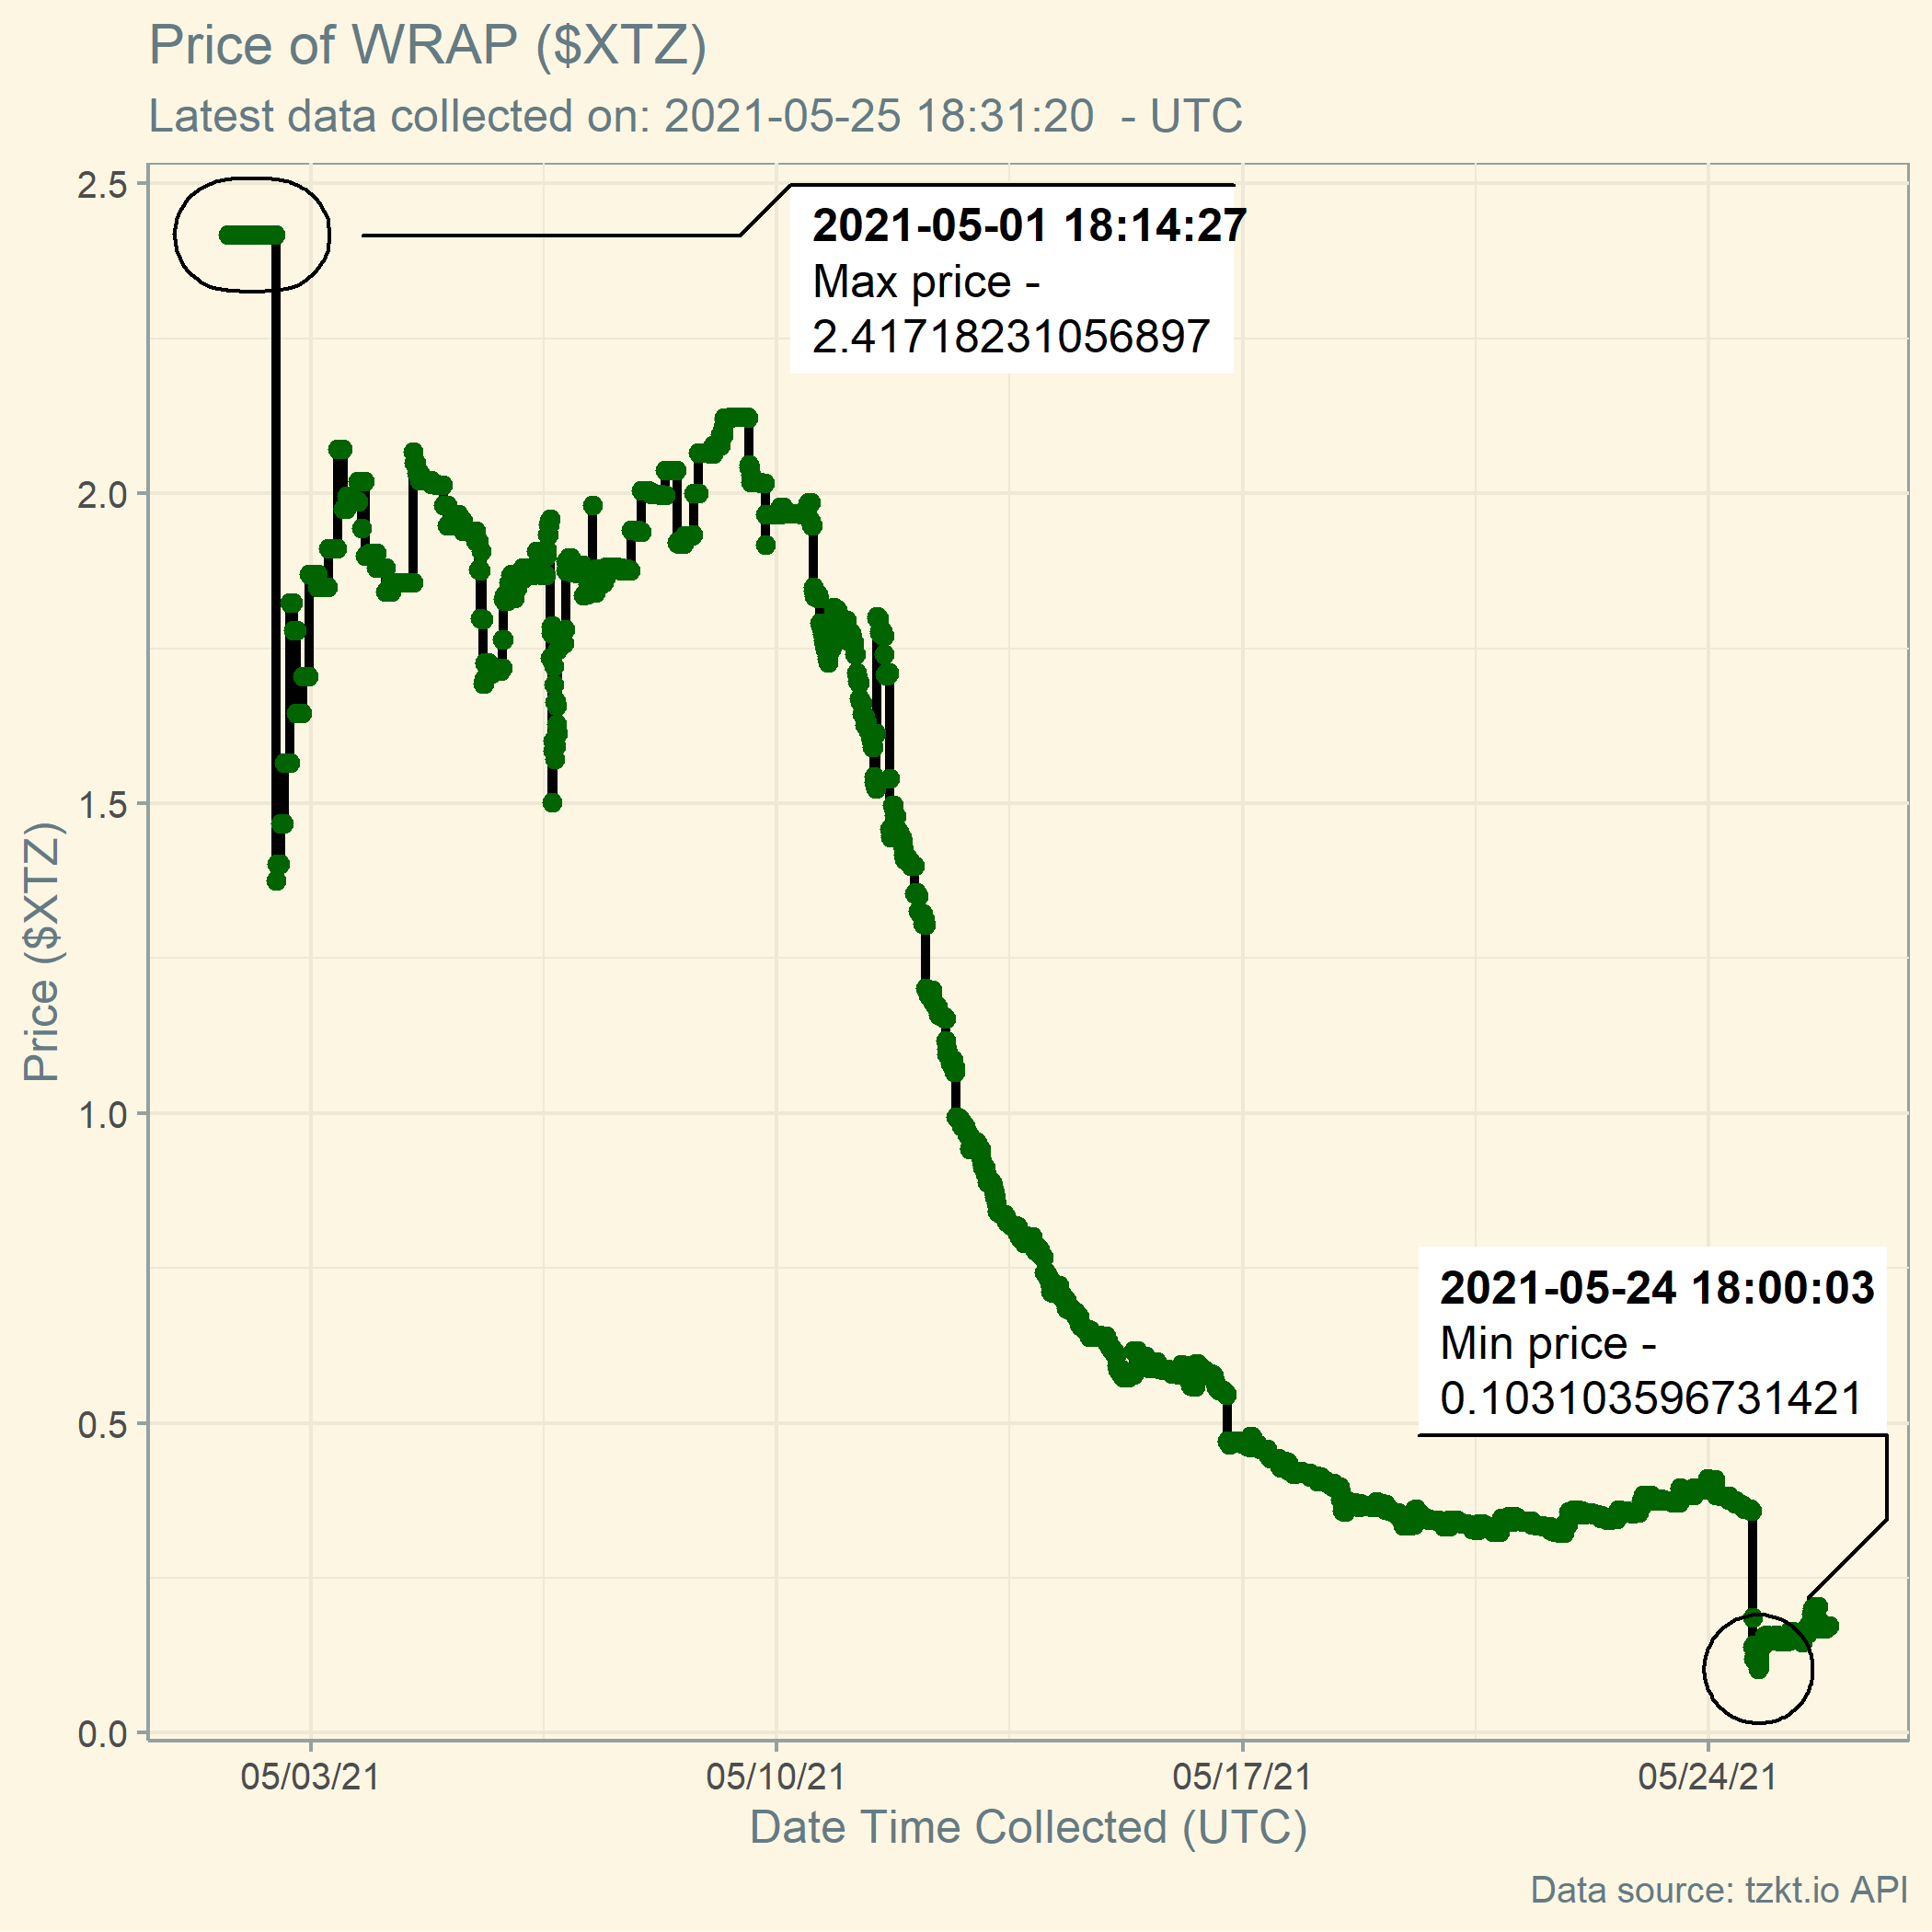 Price of WRAP ($XTZ)
Latest data collected on: 2021-05-25 18:31:20  - UTC
2.5
2.0
1.5
1.0
0.5
0.0
Price ($XTZ)
2021-05-01 18:14:27
Max price -
2.41718231056897
2021-05-24 18:00:03
Min price -
0.103103596731421
05/03/21
05/10/21
05/17/21
05/24/21
Date Time Collected (UTC)
Data source: tzkt.io API